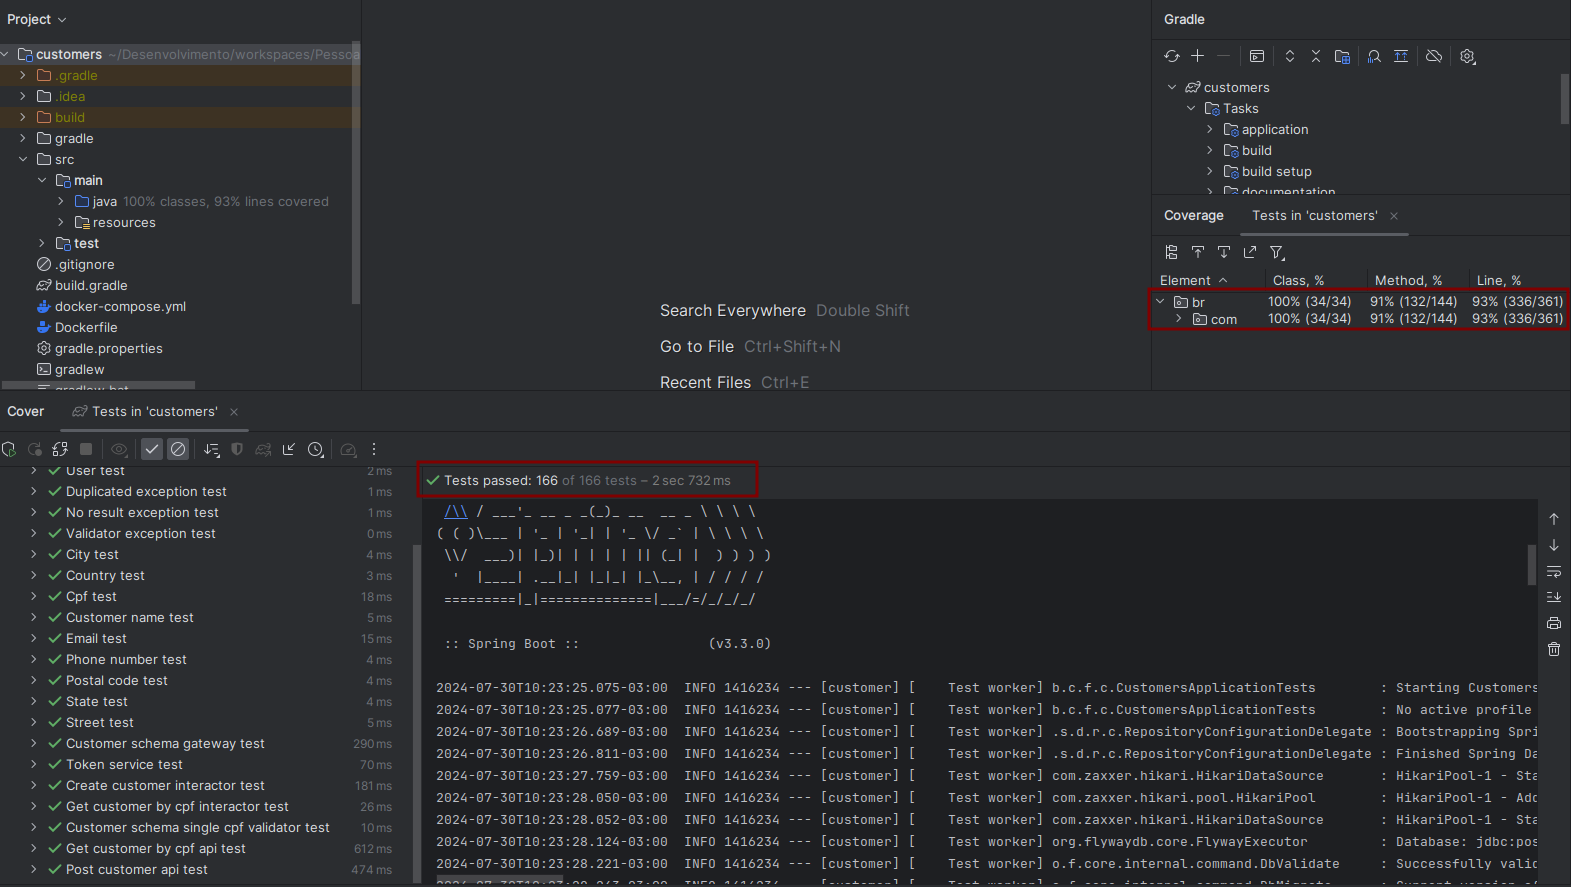 Project
customers ~/Desenvolvimento/workspaces/Pessoa
.gradle
.idea
build
gradle
src
main
java 100% classes, 93% lines covered
resources
test
.gitignore
build.gradle
docker-compose.yml
Dockerfile
gradle.properties
gradlew
gradlew.bat
Search Everywhere Double Shift
Go to File Ctrl+Shift+N
Recent Files Ctrl+E
Gradle
customers
Tasks
application
build
build setup
documentation
Coverage Tests in 'customers'
Element Class, % Method, % Line, %
br 100% (34/34) 91% (132/144) 93% (336/361)
com 100% (34/34) 91% (132/144) 93% (336/361)
Cover Tests in 'customers'
User test 2 ms
Duplicated exception test 1 ms
No result exception test 1 ms
Validator exception test 0 ms
City test 4 ms
Country test 3 ms
Cpf test 18 ms
Customer name test 5 ms
Email test 15 ms
Phone number test 4 ms
Postal code test 4 ms
State test 4 ms
Street test 5 ms
Customer schema gateway test 290 ms
Token service test 70 ms
Create customer interactor test 181 ms
Get customer by cpf interactor test 26 ms
Customer schema single cpf validator test 10 ms
Get customer by cpf api test 612 ms
Post customer api test 474 ms
Tests passed: 166 of 166 tests – 2 sec 732 ms
/\\ / ___'_ __ _ _(_)_ __  __ _ \ \ \ \
( ( )\___ | '_ | '_| | '_ \/ _` | \ \ \ \
\\/  ___)| |_)| | | | | || (_| |  ) ) ) )
'  |____| .__|_| |_|_| |_\__, | / / / /
=========|_|==============|___/=/_/_/_/
:: Spring Boot :: (v3.3.0)
2024-07-30T10:23:25.075-03:00 INFO 1416234 --- [customer] [ Test worker] b.c.f.c.CustomersApplicationTests : Starting Customers
2024-07-30T10:23:25.077-03:00 INFO 1416234 --- [customer] [ Test worker] b.c.f.c.CustomersApplicationTests : No active profile
2024-07-30T10:23:26.689-03:00 INFO 1416234 --- [customer] [ Test worker] .s.d.r.c.RepositoryConfigurationDelegate : Bootstrapping Spri
2024-07-30T10:23:26.811-03:00 INFO 1416234 --- [customer] [ Test worker] .s.d.r.c.RepositoryConfigurationDelegate : Finished Spring Da
2024-07-30T10:23:27.759-03:00 INFO 1416234 --- [customer] [ Test worker] com.zaxxer.hikari.HikariDataSource : HikariPool-1 - Sta
2024-07-30T10:23:28.050-03:00 INFO 1416234 --- [customer] [ Test worker] com.zaxxer.hikari.pool.HikariPool : HikariPool-1 - Add
2024-07-30T10:23:28.052-03:00 INFO 1416234 --- [customer] [ Test worker] com.zaxxer.hikari.HikariDataSource : HikariPool-1 - Sta
2024-07-30T10:23:28.124-03:00 INFO 1416234 --- [customer] [ Test worker] org.flywaydb.core.FlywayExecutor : Database: jdbc:pos
2024-07-30T10:23:28.221-03:00 INFO 1416234 --- [customer] [ Test worker] o.f.core.internal.command.DbValidate : Successfully valid